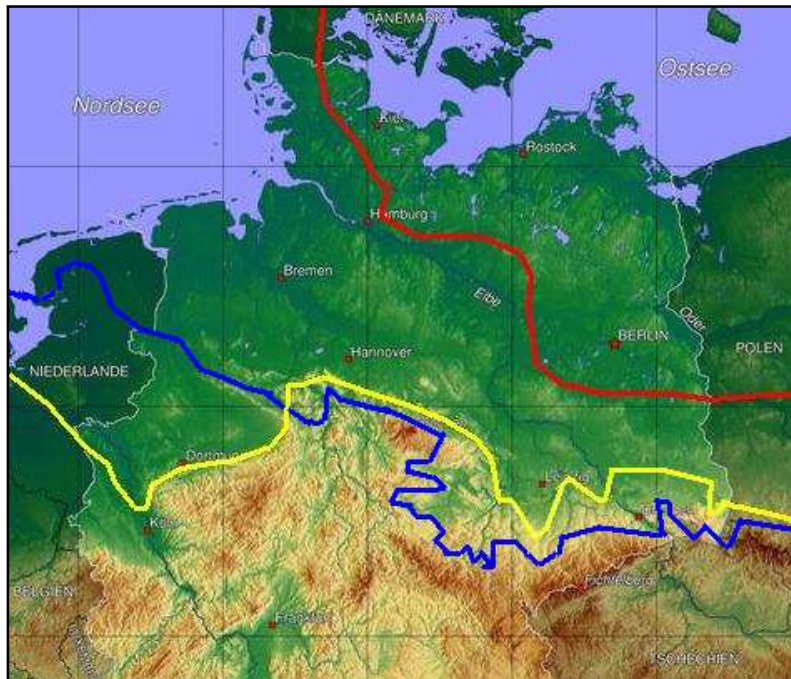 DÄNEMARK
Ostsee
Nordsee
Kiel
Rostock
Hamburg
Bremen
Elbe
Oder
BERLIN
POLEN
Hannover
NIEDERLANDE
Dortmund
Leipzig
Köln
Fichtelberg
BELGIEN
Frankfurt
TSCHECHIEN